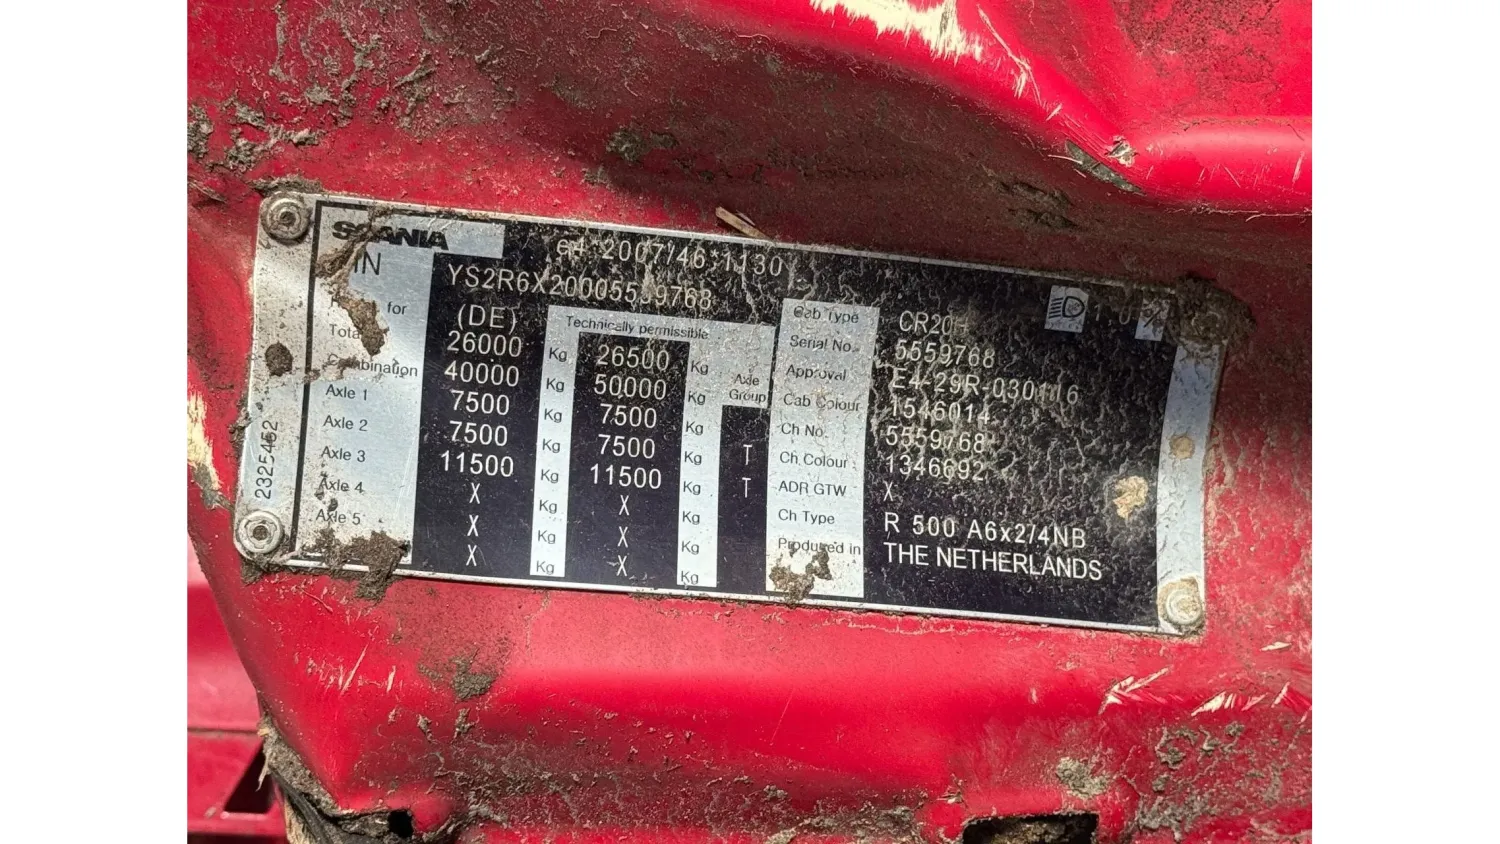 SCANIA
e4*2007/46*1130
YS2R6X20005559768
for (DE)
Technically permissible
Total 26000 Kg 26500 Kg
Combination 40000 Kg 50000 Kg
Axle Group
Axle 1 7500 Kg 7500 Kg
Axle 2 7500 Kg 7500 Kg T
Axle 3 11500 Kg 11500 Kg T
Axle 4 X Kg X Kg
Axle 5 X Kg X Kg
X Kg X Kg
Cab Type
Serial No. 5559768
Approval E4-29R-030116
Cab Colour 1546014
Ch No. 5559768
Ch Colour 1346692
ADR GTW X
Ch Type R 500 A6x2/4NB
Produced in THE NETHERLANDS
2325452